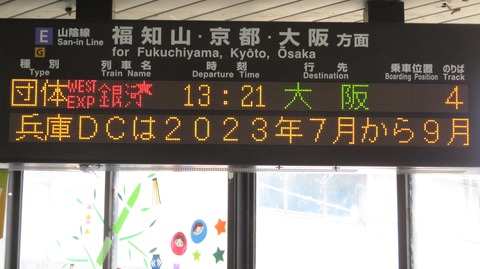 E 山陰線 福知山・京都・大阪 方面
G San-in Line for Fukuchiyama, Kyōto, Ōsaka
種別 列車名 時刻 行先 乗車位置 のりば
Type Train Name Departure Time Destination Boarding Position Track
団体 WEST EXP 銀河 13:21 大阪 4
兵庫DCは2023年7月から9月